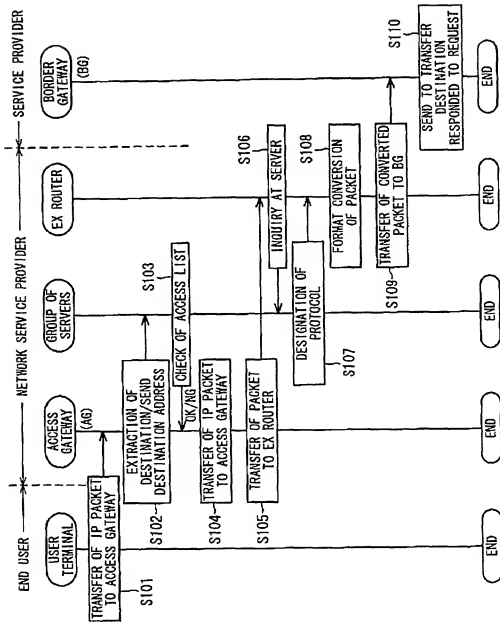 END USER
NETWORK SERVICE PROVIDER
SERVICE PROVIDER
USER
TERMINAL
ACCESS
GATEWAY
(AG)
GROUP OF
SERVERS
EX ROUTER
BORDER
GATEWAY
(BG)
TRANSFER OF IP PACKET
TO ACCESS GATEWAY
S101
EXTRACTION OF
DESTINATION/SEND
DESTINATION ADDRESS
S102
S103
CHECK OF ACCESS LIST
OK/NG
TRANSFER OF IP PACKET
TO ACCESS GATEWAY
S104
TRANSFER OF PACKET
TO EX ROUTER
S105
S106
INQUIRY AT SERVER
DESIGNATION OF
PROTOCOL
S107
S108
FORMAT CONVERSION
OF PACKET
TRANSFER OF CONVERTED
PACKET TO BG
S109
S110
SEND TO TRANSFER
DESTINATION
RESPONDED TO REQUEST
END
END
END
END
END